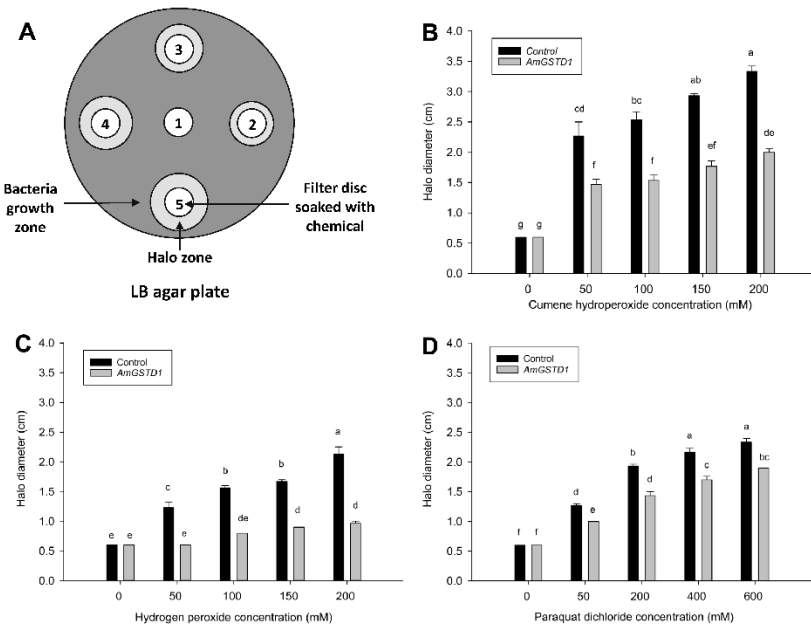 A
3
4
1
2
5
Bacteria
growth
zone
Filter disc
soaked with
chemical
Halo zone
LB agar plate
B
Control
AmGSTD1
Halo diameter (cm)
4.0
3.5
3.0
2.5
2.0
1.5
1.0
0.5
0.0
g g cd f bc f ab ef a de
0 50 100 150 200
Cumene hydroperoxide concentration (mM)
C
Control
AmGSTD1
Halo diameter (cm)
4.0
3.5
3.0
2.5
2.0
1.5
1.0
0.5
0.0
e e c e b de b d a d
0 50 100 150 200
Hydrogen peroxide concentration (mM)
D
Control
AmGSTD1
Halo diameter (cm)
4.0
3.5
3.0
2.5
2.0
1.5
1.0
0.5
0.0
f f d e b d a c a bc
0 50 200 400 600
Paraquat dichloride concentration (mM)